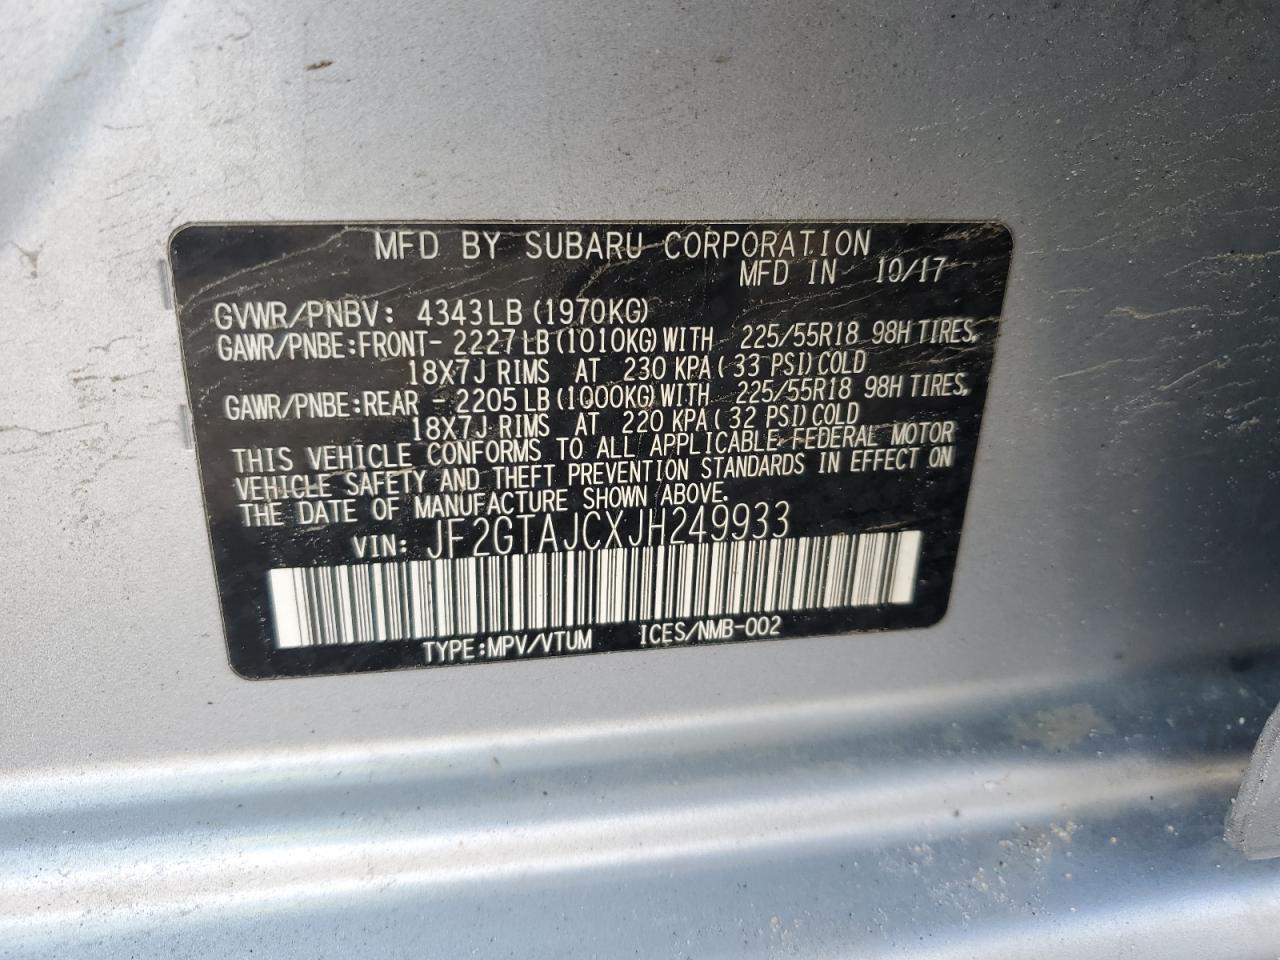 MFD BY SUBARU CORPORATION
MFD IN 10/17
GVWR/PNBV: 4343LB (1970KG)
GAWR/PNBE:FRONT- 2227LB (1010KG) WITH 225/55R18 98H TIRES,
18X7J RIMS AT 230 KPA( 33 PSI) COLD
GAWR/PNBE:REAR - 2205LB (1000KG) WITH 225/55R18 98H TIRES,
18X7J RIMS AT 220 KPA( 32 PSI) COLD
THIS VEHICLE CONFORMS TO ALL APPLICABLE FEDERAL MOTOR
VEHICLE SAFETY AND THEFT PREVENTION STANDARDS IN EFFECT ON
THE DATE OF MANUFACTURE SHOWN ABOVE.
VIN: JF2GTAJCXJH249933
TYPE:MPV/VTUM ICES/NMB-002